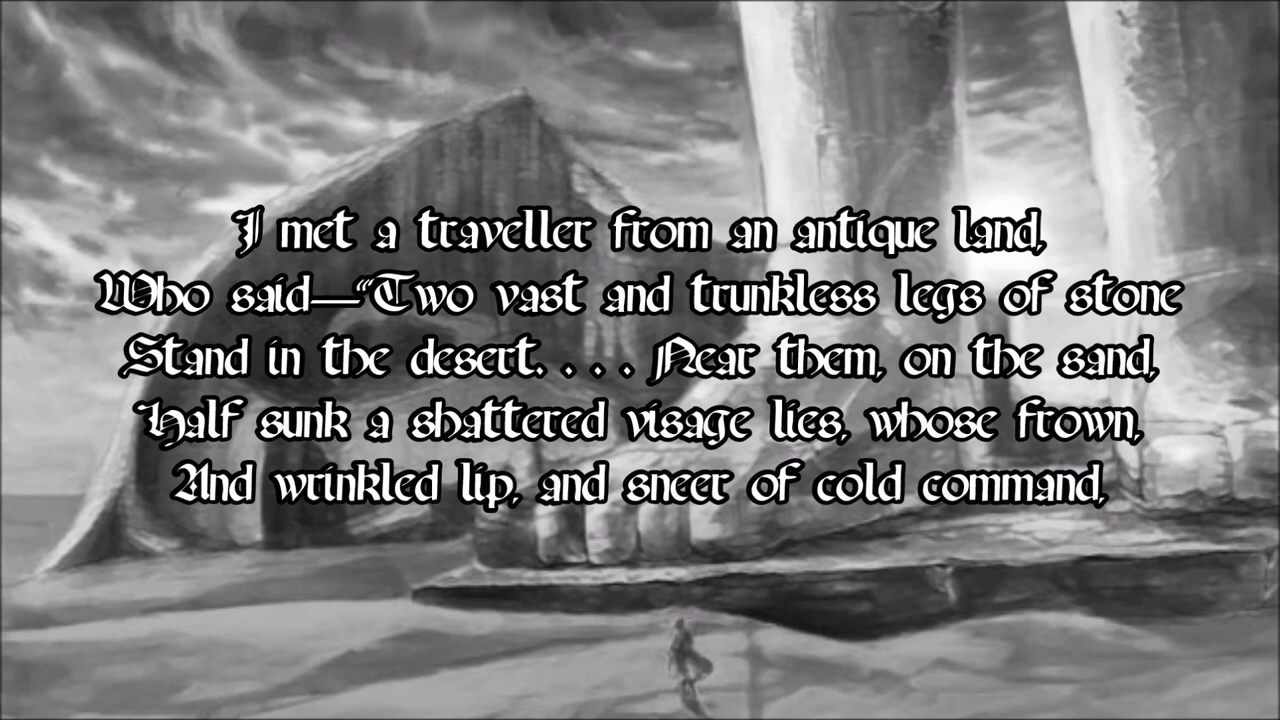 I met a traveller from an antique land,
Who said—“Two vast and trunkless legs of stone
Stand in the desert. . . . Near them, on the sand,
Half sunk a shattered visage lies, whose frown,
And wrinkled lip, and sneer of cold command,